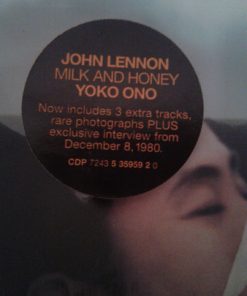 JOHN LENNON
MILK AND HONEY
YOKO ONO
Now includes 3 extra tracks,
rare photographs PLUS
exclusive interview from
December 8, 1980.
CDP 7243 5 35959 2 0